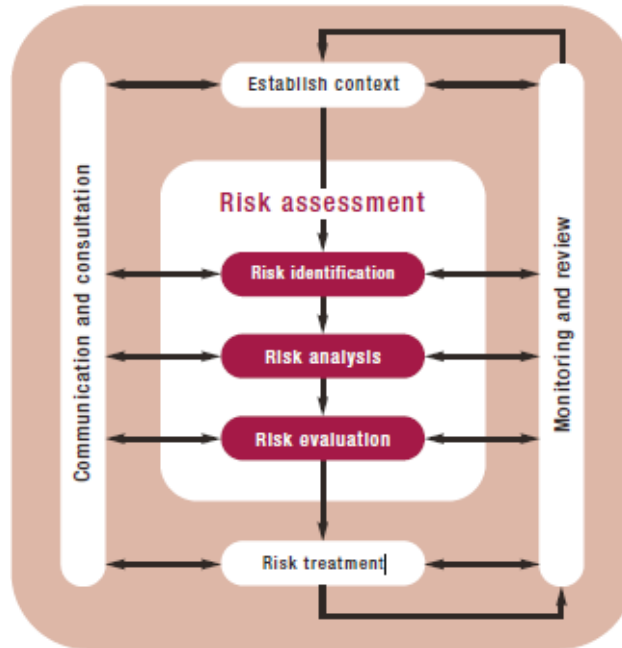 Establish context
Communication and consultation
Risk assessment
Risk identification
Risk analysis
Risk evaluation
Monitoring and review
Risk treatment